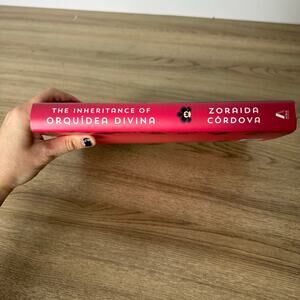 THE INHERITANCE OF
ORQUÍDEA DIVINA
ZORAIDA
CÓRDOVA